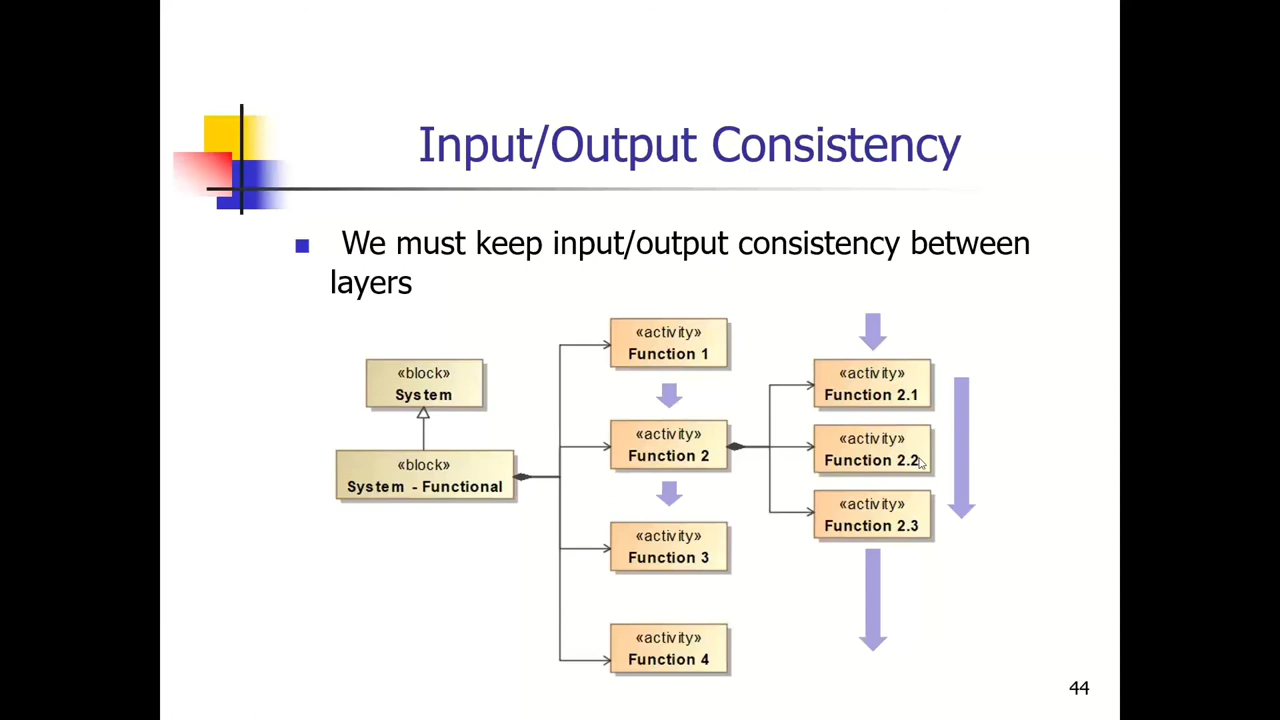 Input/Output Consistency
We must keep input/output consistency between
layers
«block»
System
«block»
System - Functional
«activity»
Function 1
«activity»
Function 2
«activity»
Function 3
«activity»
Function 4
«activity»
Function 2.1
«activity»
Function 2.2
«activity»
Function 2.3
44